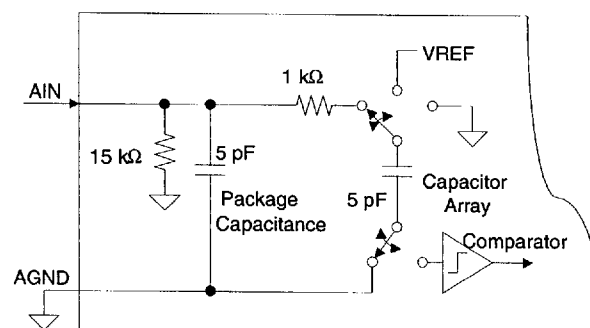 VREF
1 kΩ
AIN
15 kΩ
5 pF
Package
Capacitance
5 pF
Capacitor
Array
Comparator
AGND